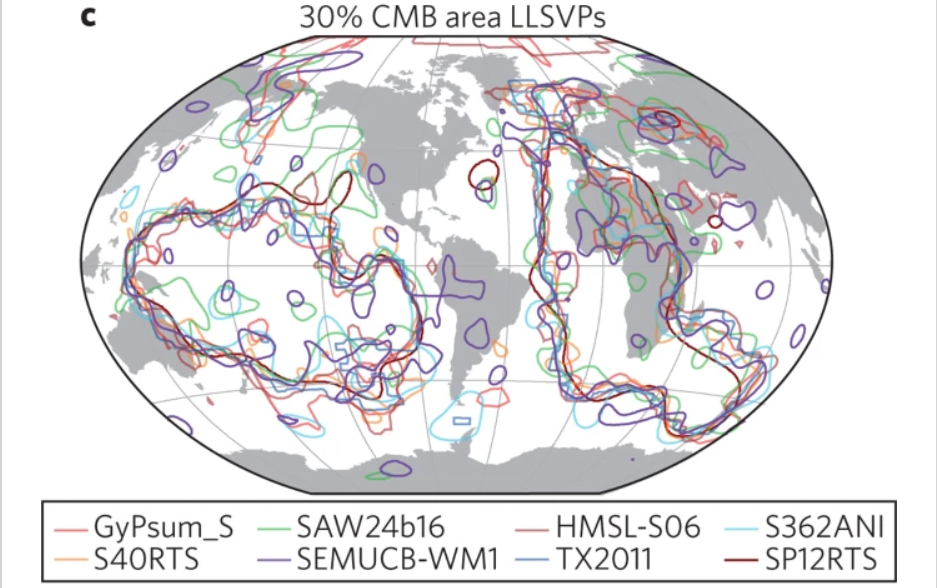 c
30% CMB area LLSVPs
GyPsum_S SAW24b16 HMSL-S06 S362ANI
S40RTS SEMUCB-WM1 TX2011 SP12RTS